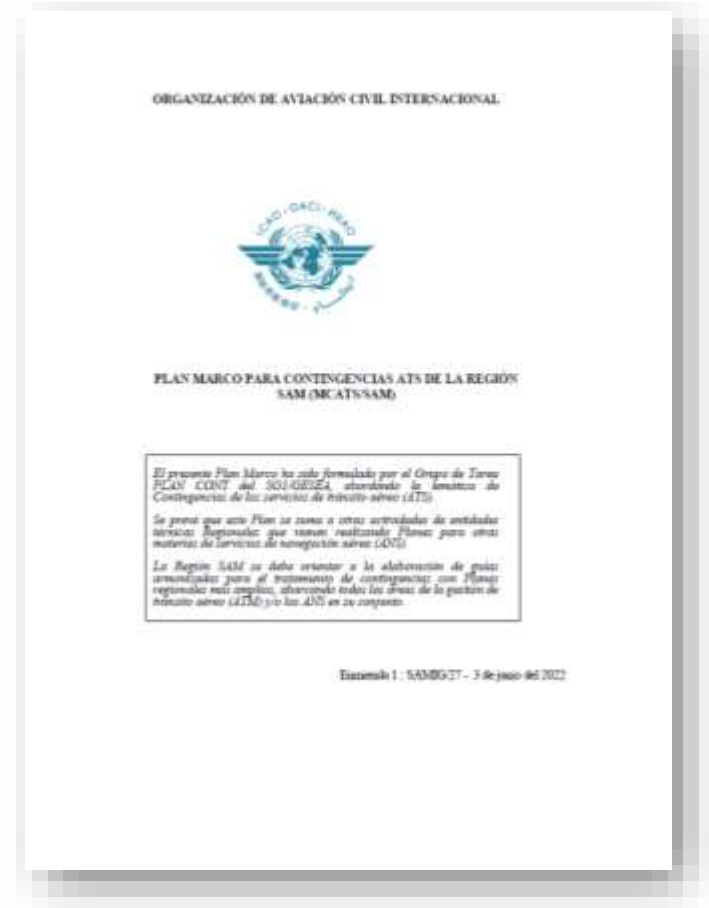 ORGANIZACIÓN DE AVIACIÓN CIVIL INTERNACIONAL
ICAO · OACI · ИКАО
PLAN MARCO PARA CONTINGENCIAS ATS DE LA REGIÓN
SAM (MCATS/SAM)
El presente Plan Marco ha sido formulado por el Grupo de Tarea
PLAN CONT del SG1/GESEA, abordando la temática de
Contingencias de los servicios de tránsito aéreo (ATS).
Se prevé que este Plan se suma a otras actividades de entidades
técnicas Regionales que vienen realizando Planes para otras
materias de servicios de navegación aérea (ANS).
La Región SAM se debe orientar a la elaboración de guías
armonizadas para el tratamiento de contingencias con Planes
regionales más amplios, abarcando todas las áreas de la gestión de
tránsito aéreo (ATM) y/o los ANS en su conjunto.
Enmienda 1 : SAMIG/27 - 3 de junio del 2022